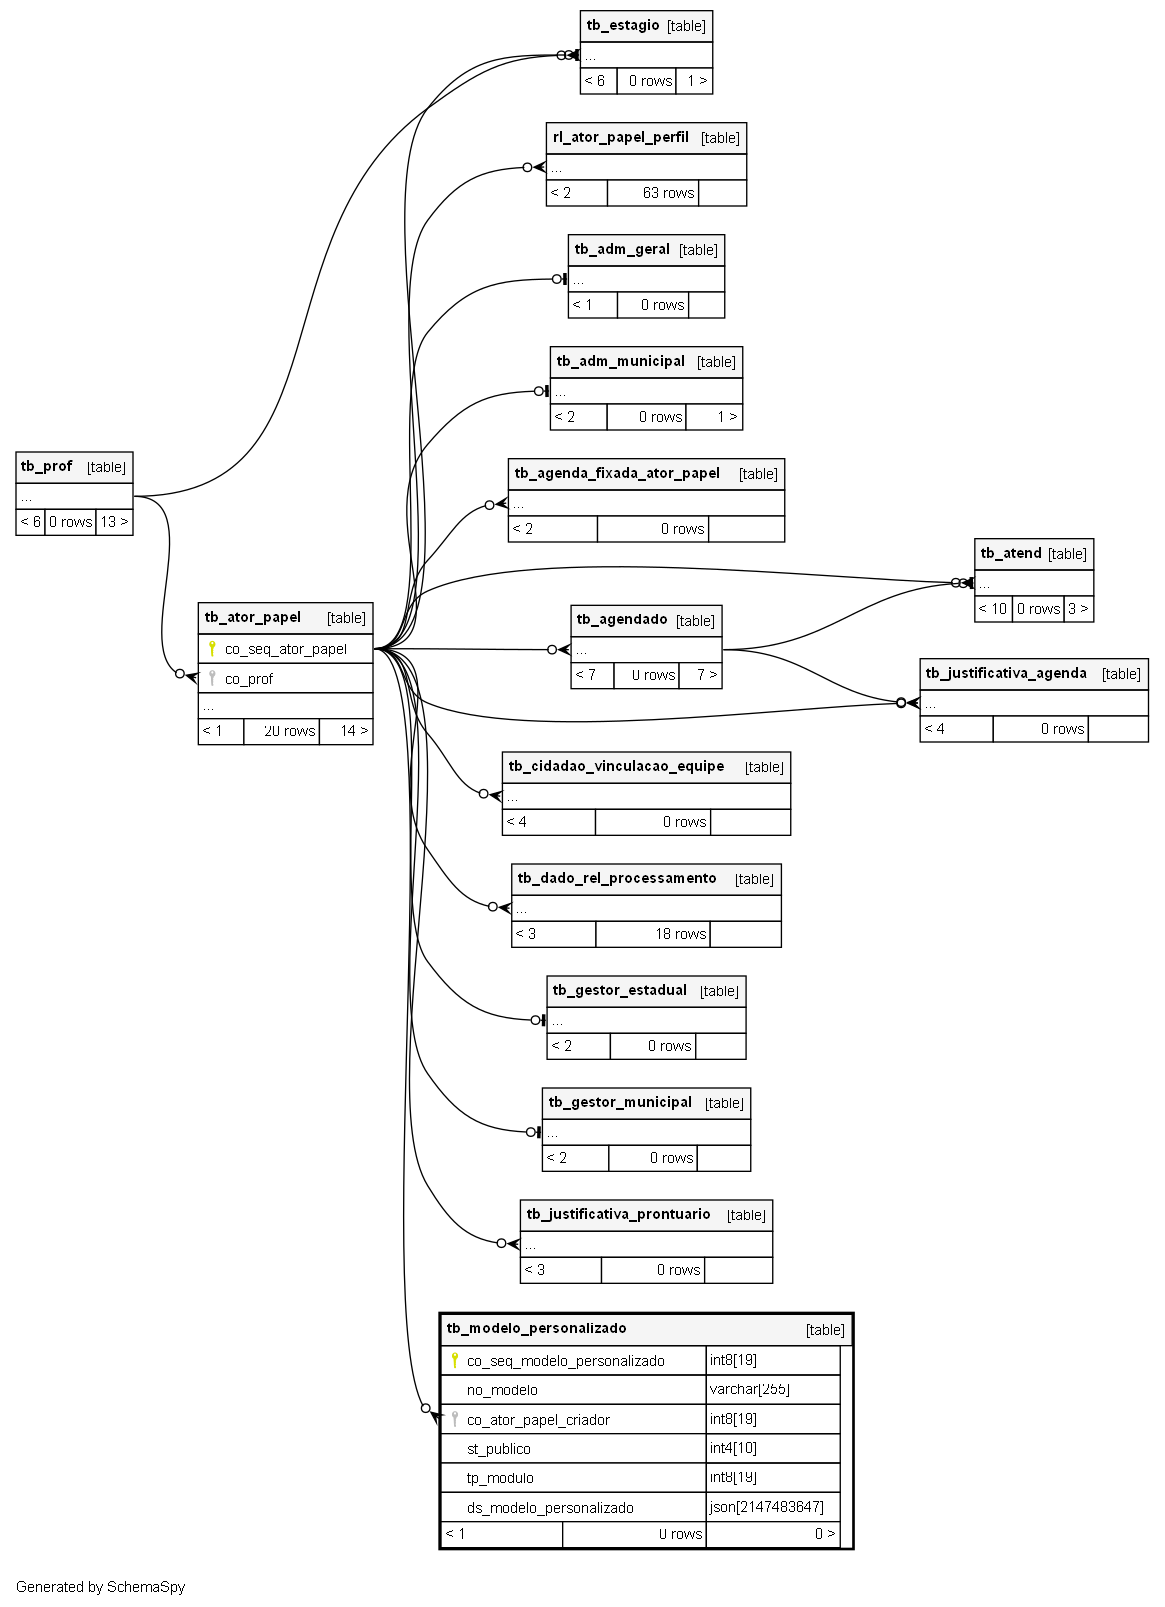 tb_estagio [table]
...
< 6 0 rows 1 >
rl_ator_papel_perfil [table]
...
< 2 63 rows
tb_adm_geral [table]
...
< 1 0 rows
tb_adm_municipal [table]
...
< 2 0 rows 1 >
tb_prof [table]
...
< 6 0 rows 13 >
tb_agenda_fixada_ator_papel [table]
...
< 2 0 rows
tb_atend [table]
...
< 10 0 rows 3 >
tb_ator_papel [table]
co_seq_ator_papel
co_prof
...
< 1 20 rows 14 >
tb_agendado [table]
...
< 7 0 rows 7 >
tb_justificativa_agenda [table]
...
< 4 0 rows
tb_cidadao_vinculacao_equipe [table]
...
< 4 0 rows
tb_dado_rel_processamento [table]
...
< 3 18 rows
tb_gestor_estadual [table]
...
< 2 0 rows
tb_gestor_municipal [table]
...
< 2 0 rows
tb_justificativa_prontuario [table]
...
< 3 0 rows
tb_modelo_personalizado [table]
co_seq_modelo_personalizado int8[19]
no_modelo varchar[255]
co_ator_papel_criador int8[19]
st_publico int4[10]
tp_modulo int8[19]
ds_modelo_personalizado json[2147483647]
< 1 0 rows 0 >
Generated by SchemaSpy